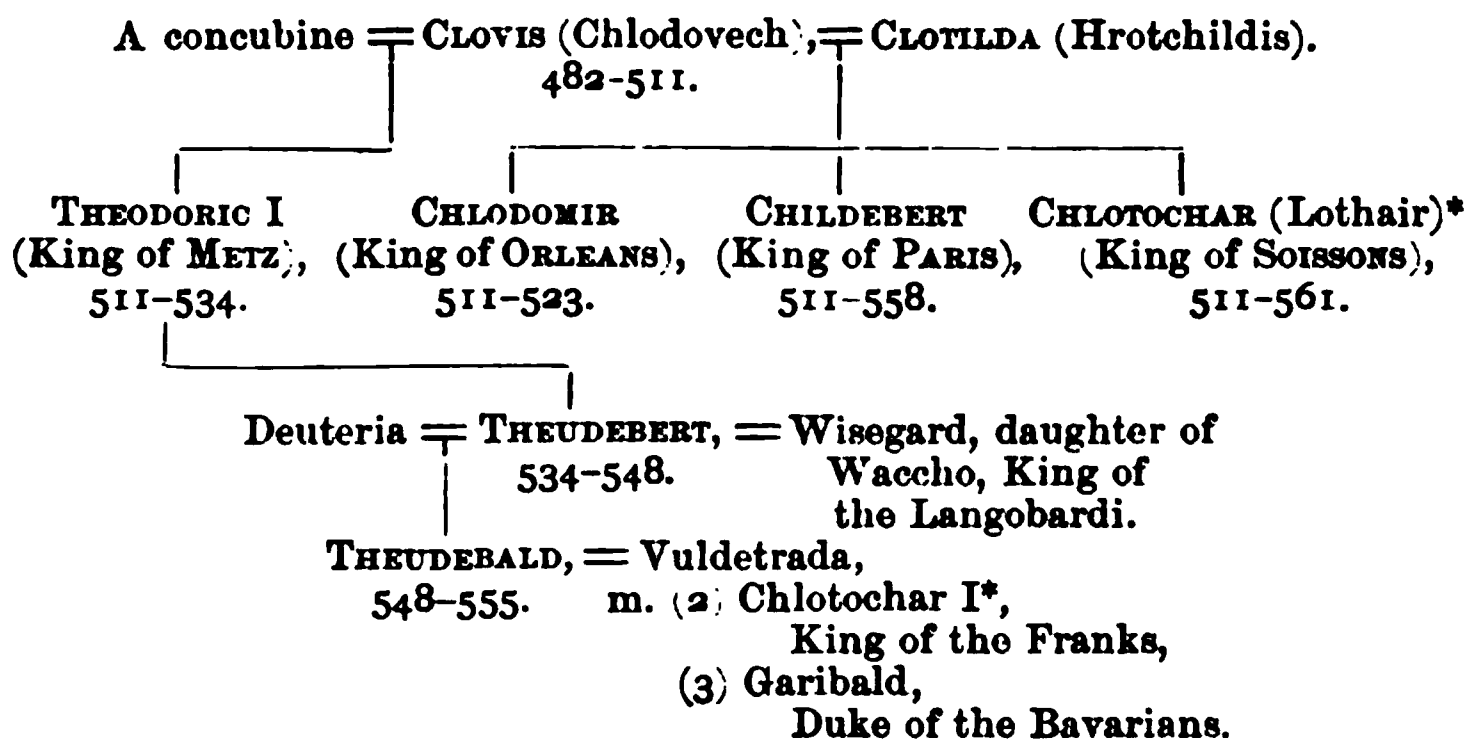 A concubine = CLOVIS (Chlodovech), = CLOTILDA (Hrotchildis).
482-511.
THEODORIC I CHLODOMIR CHILDEBERT CHLOTOCHAR (Lothair)*
(King of METZ), (King of ORLEANS), (King of PARIS), (King of SOISSONS),
511-534. 511-523. 511-558. 511-561.
Deuteria = THEUDEBERT, = Wisegard, daughter of
534-548. Waccho, King of
the Langobardi.
THEUDEBALD, = Vuldetrada,
548-555. m. (2) Chlotochar I*,
King of the Franks,
(3) Garibald,
Duke of the Bavarians.